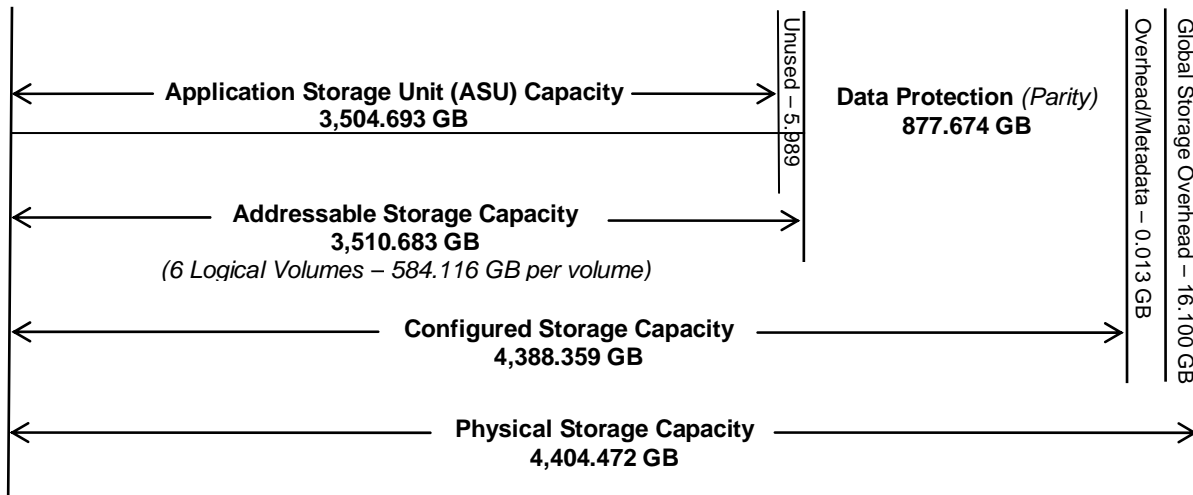 Application Storage Unit (ASU) Capacity
3,504.693 GB
Unused – 5.989
Data Protection (Parity)
877.674 GB
Overhead/Metadata – 0.013 GB
Global Storage Overhead – 16.100 GB
Addressable Storage Capacity
3,510.683 GB
(6 Logical Volumes – 584.116 GB per volume)
Configured Storage Capacity
4,388.359 GB
Physical Storage Capacity
4,404.472 GB